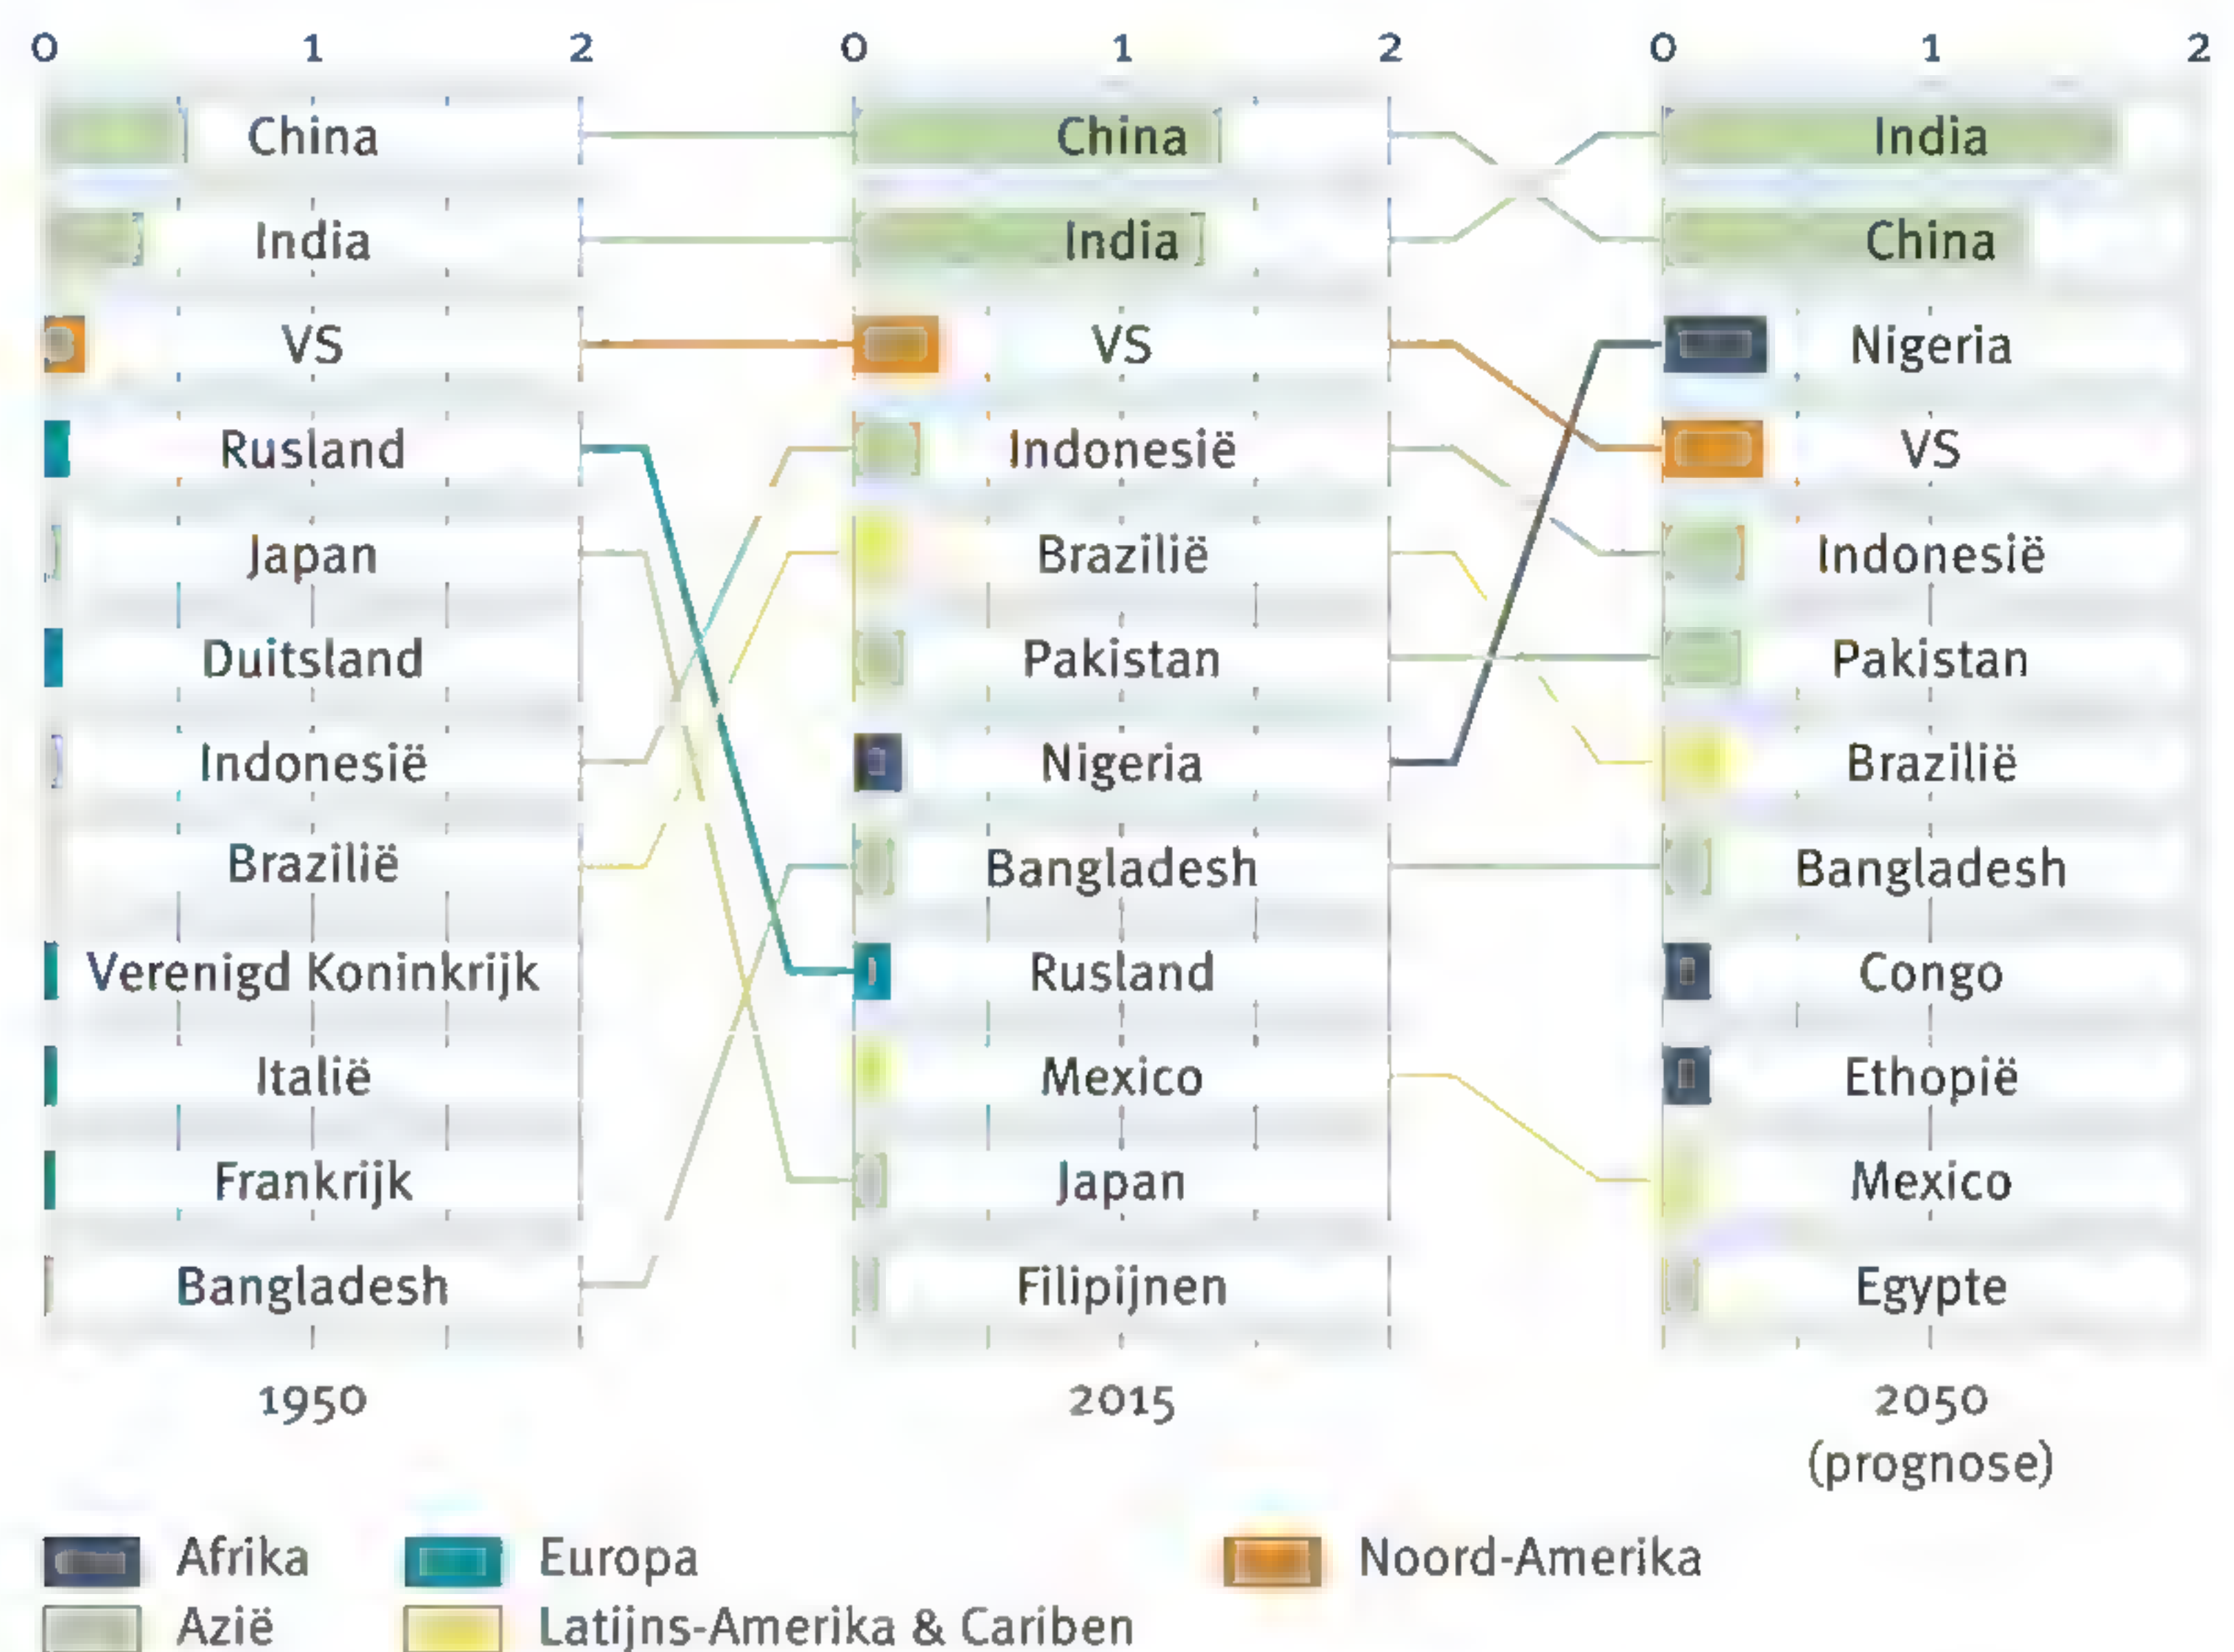 0 1 2 0 1 2 0 1 2
China China India
India India China
VS VS Nigeria
Rusland Indonesië VS
Japan Brazilië Indonesië
Duitsland Pakistan Pakistan
Indonesië Nigeria Brazilië
Brazilië Bangladesh Bangladesh
Verenigd Koninkrijk Rusland Congo
Italië Mexico Ethopië
Frankrijk Japan Mexico
Bangladesh Filipijnen Egypte
1950 2015 2050
(prognose)
Afrika Europa Noord-Amerika
Azië Latijns-Amerika & Cariben